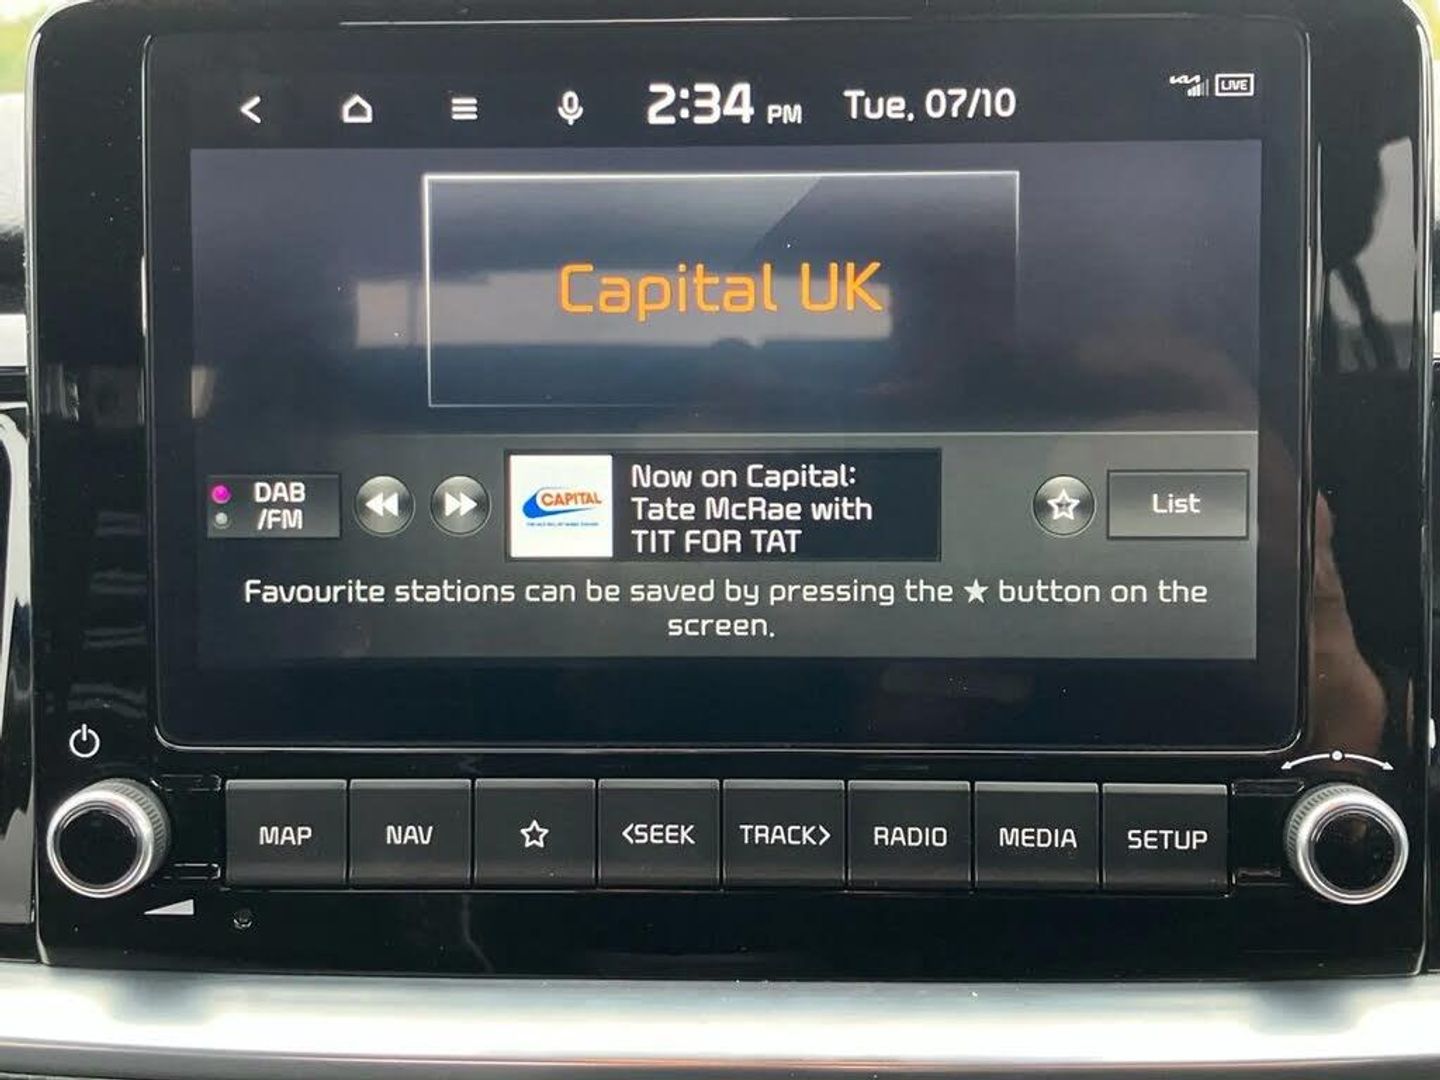 2:34 PM Tue, 07/10
KIA LIVE
Capital UK
DAB
/FM
CAPITAL
Now on Capital:
Tate McRae with
TIT FOR TAT
List
Favourite stations can be saved by pressing the ★ button on the
screen.
MAP NAV <SEEK TRACK> RADIO MEDIA SETUP